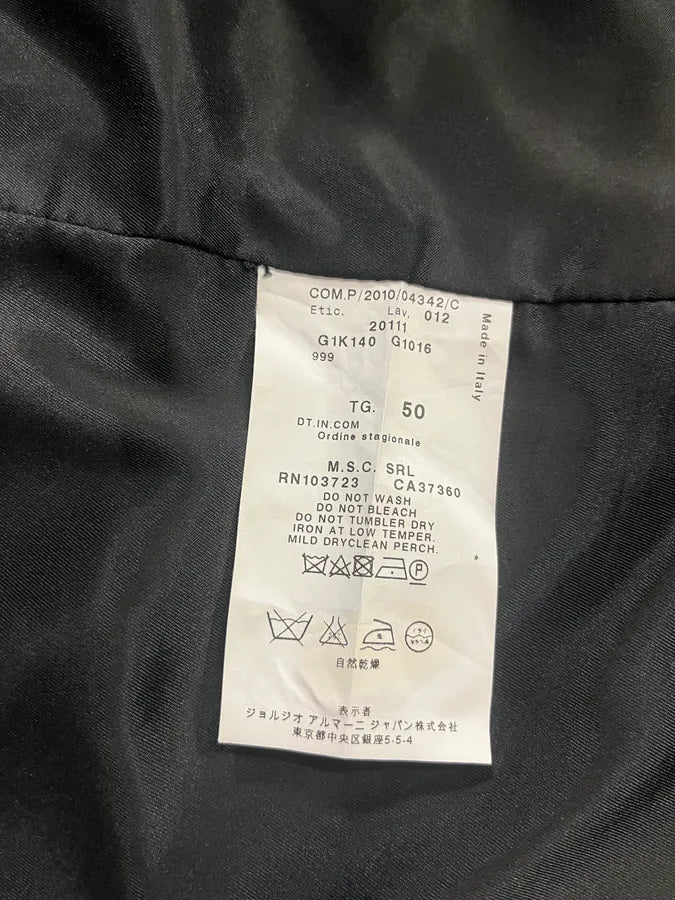 COM.P/2010/04342/C
Etic. Lav. 012
20111
G1K140 G1016
999
Made in Italy
TG. 50
DT.IN.COM
Ordine stagionale
M.S.C. SRL
RN103723 CA37360
DO NOT WASH
DO NOT BLEACH
DO NOT TUMBLER DRY
IRON AT LOW TEMPER.
MILD DRYCLEAN PERCH.
*
P
ドライ
自然乾燥
表示者
ジョルジオ アルマーニ ジャパン株式会社
東京都中央区銀座5-5-4